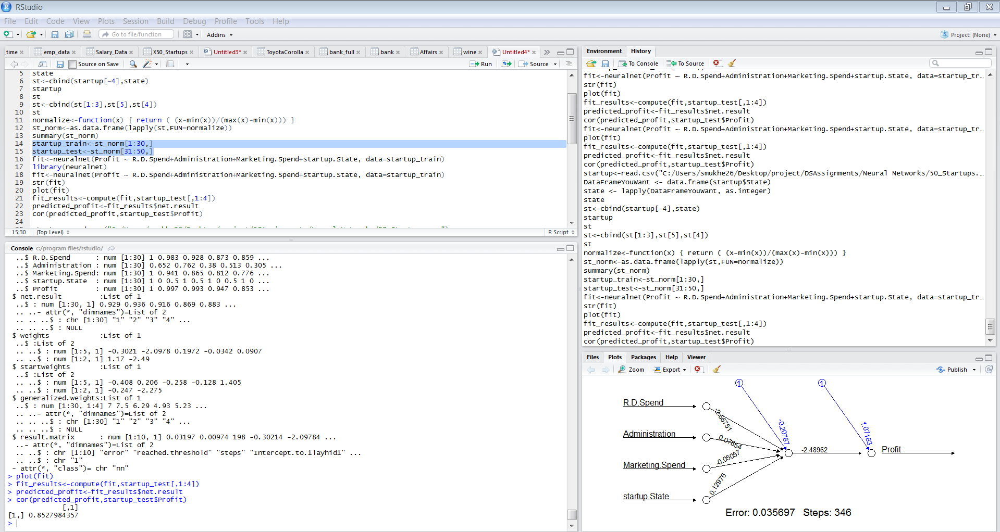 RStudio
File Edit Code View Plots Session Build Debug Profile Tools Help
Go to file/function Addins Project: (None)
_time emp_data Salary_Data X50_Startups Untitled3* ToyotaCorolla bank_full bank Affairs wine Untitled4*
Source on Save Run Source
5 state
6 st<-cbind(startup[-4],state)
7 startup
8 st
9 st<-cbind(st[1:3],st[5],st[4])
10 st
11 normalize<-function(x) { return ( (x-min(x))/(max(x)-min(x))) }
12 st_norm<-as.data.frame(lapply(st,FUN=normalize))
13 summary(st_norm)
14 startup_train<-st_norm[1:30,]
15 startup_test<-st_norm[31:50,]
16 fit<-neuralnet(Profit ~ R.D.Spend+Administration+Marketing.Spend+startup.State, data=startup_train)
17 library(neuralnet)
18 fit<-neuralnet(Profit ~ R.D.Spend+Administration+Marketing.Spend+startup.State, data=startup_train)
19 str(fit)
20 plot(fit)
21 fit_results<-compute(fit,startup_test[,1:4])
22 predicted_profit<-fit_results$net.result
23 cor(predicted_profit,startup_test$Profit)
24
15:30 (Top Level) R Script
Console c:/program files/rstudio/
..$ R.D.Spend : num [1:30] 1 0.983 0.928 0.873 0.859 ...
..$ Administration : num [1:30] 0.652 0.762 0.38 0.513 0.305 ...
..$ Marketing.Spend: num [1:30] 1 0.941 0.865 0.812 0.776 ...
..$ startup.State : num [1:30] 1 0 0.5 1 0.5 1 0 0.5 1 0 ...
..$ Profit : num [1:30] 1 0.997 0.993 0.947 0.853 ...
$ net.result :List of 1
..$ : num [1:30, 1] 0.929 0.936 0.916 0.869 0.883 ...
.. ..- attr(*, "dimnames")=List of 2
.. .. ..$ : chr [1:30] "1" "2" "3" "4" ...
.. .. ..$ : NULL
$ weights :List of 1
..$ :List of 2
.. ..$ : num [1:5, 1] -0.3021 -2.0978 0.1972 -0.0342 0.0907
.. ..$ : num [1:2, 1] 1.17 -2.49
$ startweights :List of 1
..$ :List of 2
.. ..$ : num [1:5, 1] -0.408 0.206 -0.258 -0.128 1.405
.. ..$ : num [1:2, 1] -0.247 -2.275
$ generalized.weights:List of 1
..$ : num [1:30, 1:4] 7 7.5 6.29 4.93 5.23 ...
.. ..- attr(*, "dimnames")=List of 2
.. .. ..$ : chr [1:30] "1" "2" "3" "4" ...
.. .. ..$ : NULL
$ result.matrix : num [1:10, 1] 0.03197 0.00974 198 -0.30214 -2.09784 ...
..- attr(*, "dimnames")=List of 2
.. ..$ : chr [1:10] "error" "reached.threshold" "steps" "Intercept.to.1layhid1" ...
.. ..$ : chr "1"
- attr(*, "class")= chr "nn"
> plot(fit)
> fit_results<-compute(fit,startup_test[,1:4])
> predicted_profit<-fit_results$net.result
> cor(predicted_profit,startup_test$Profit)
[,1]
[1,] 0.8527984357
>
Environment History
To Console To Source
fit<-neuralnet(Profit ~ R.D.Spend+Administration+Marketing.Spend+startup.State, data=startup_tr...
str(fit)
plot(fit)
fit_results<-compute(fit,startup_test[,1:4])
predicted_profit<-fit_results$net.result
cor(predicted_profit,startup_test$Profit)
fit<-neuralnet(Profit ~ R.D.Spend+Administration+Marketing.Spend+startup.State, data=startup_tr...
plot(fit)
fit_results<-compute(fit,startup_test[,1:4])
predicted_profit<-fit_results$net.result
cor(predicted_profit,startup_test$Profit)
startup<-read.csv("C:/Users/smukhe26/Desktop/project/DSAssignments/Neural Networks/50_Startups....
DataFrameYouWant <- data.frame(startup$State)
state <- lapply(DataFrameYouWant, as.integer)
state
st<-cbind(startup[-4],state)
startup
st
st<-cbind(st[1:3],st[5],st[4])
st
normalize<-function(x) { return ( (x-min(x))/(max(x)-min(x))) }
st_norm<-as.data.frame(lapply(st,FUN=normalize))
summary(st_norm)
startup_train<-st_norm[1:30,]
startup_test<-st_norm[31:50,]
fit<-neuralnet(Profit ~ R.D.Spend+Administration+Marketing.Spend+startup.State, data=startup_tr...
str(fit)
plot(fit)
fit_results<-compute(fit,startup_test[,1:4])
predicted_profit<-fit_results$net.result
cor(predicted_profit,startup_test$Profit)
Files Plots Packages Help Viewer
Zoom Export Publish
1 1
R.D.Spend
-2.66751
-0.20787
1.07183
Administration
0.07854
-2.48962
Profit
Marketing.Spend
-0.05057
0.12976
startup.State
Error: 0.035697 Steps: 346